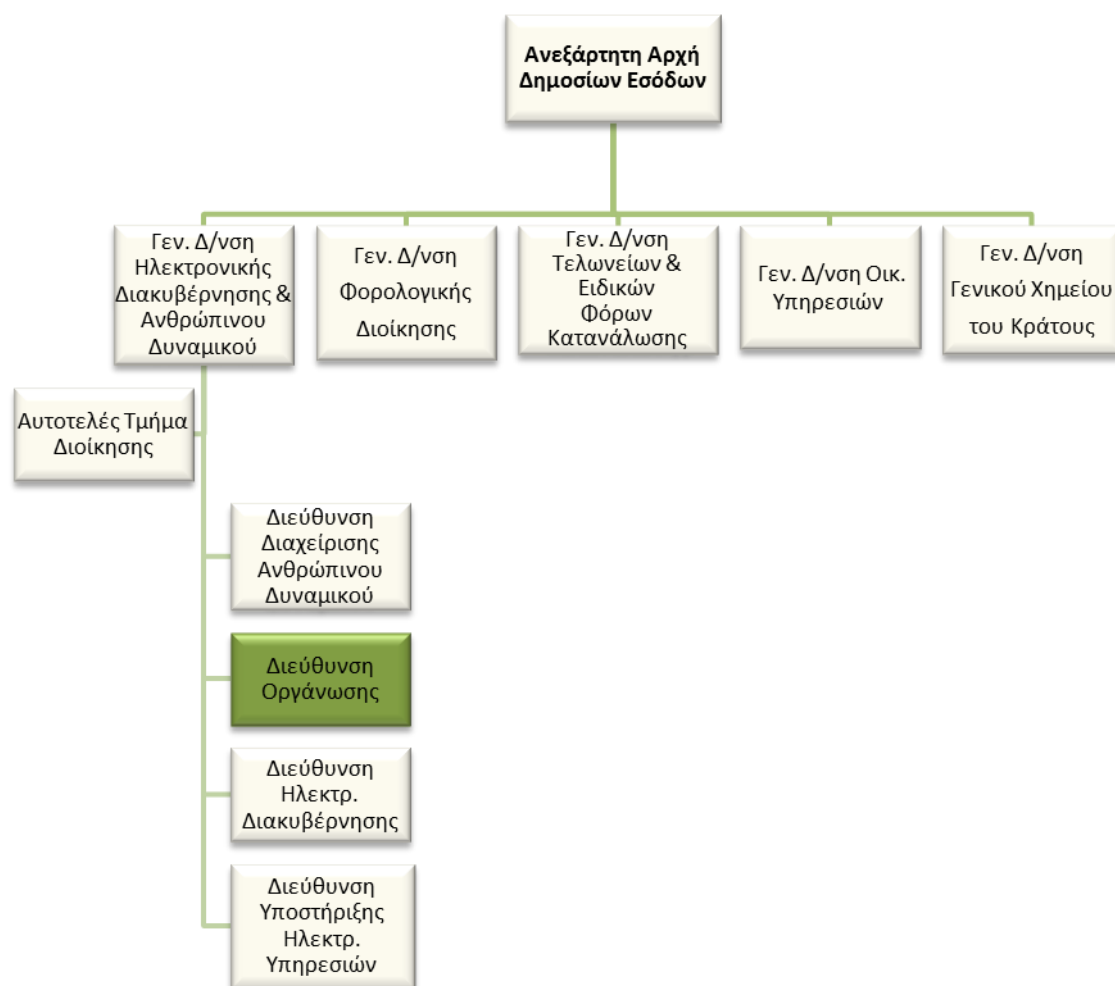 Ανεξάρτητη Αρχή
Δημοσίων Εσόδων
Γεν. Δ/νση
Ηλεκτρονικής
Διακυβέρνησης &
Ανθρώπινου
Δυναμικού
Γεν. Δ/νση
Φορολογικής
Διοίκησης
Γεν. Δ/νση
Τελωνείων &
Ειδικών
Φόρων
Κατανάλωσης
Γεν. Δ/νση Οικ.
Υπηρεσιών
Γεν. Δ/νση
Γενικού Χημείου
του Κράτους
Αυτοτελές Τμήμα
Διοίκησης
Διεύθυνση
Διαχείρισης
Ανθρώπινου
Δυναμικού
Διεύθυνση
Οργάνωσης
Διεύθυνση
Ηλεκτρ.
Διακυβέρνησης
Διεύθυνση
Υποστήριξης
Ηλεκτρ.
Υπηρεσιών